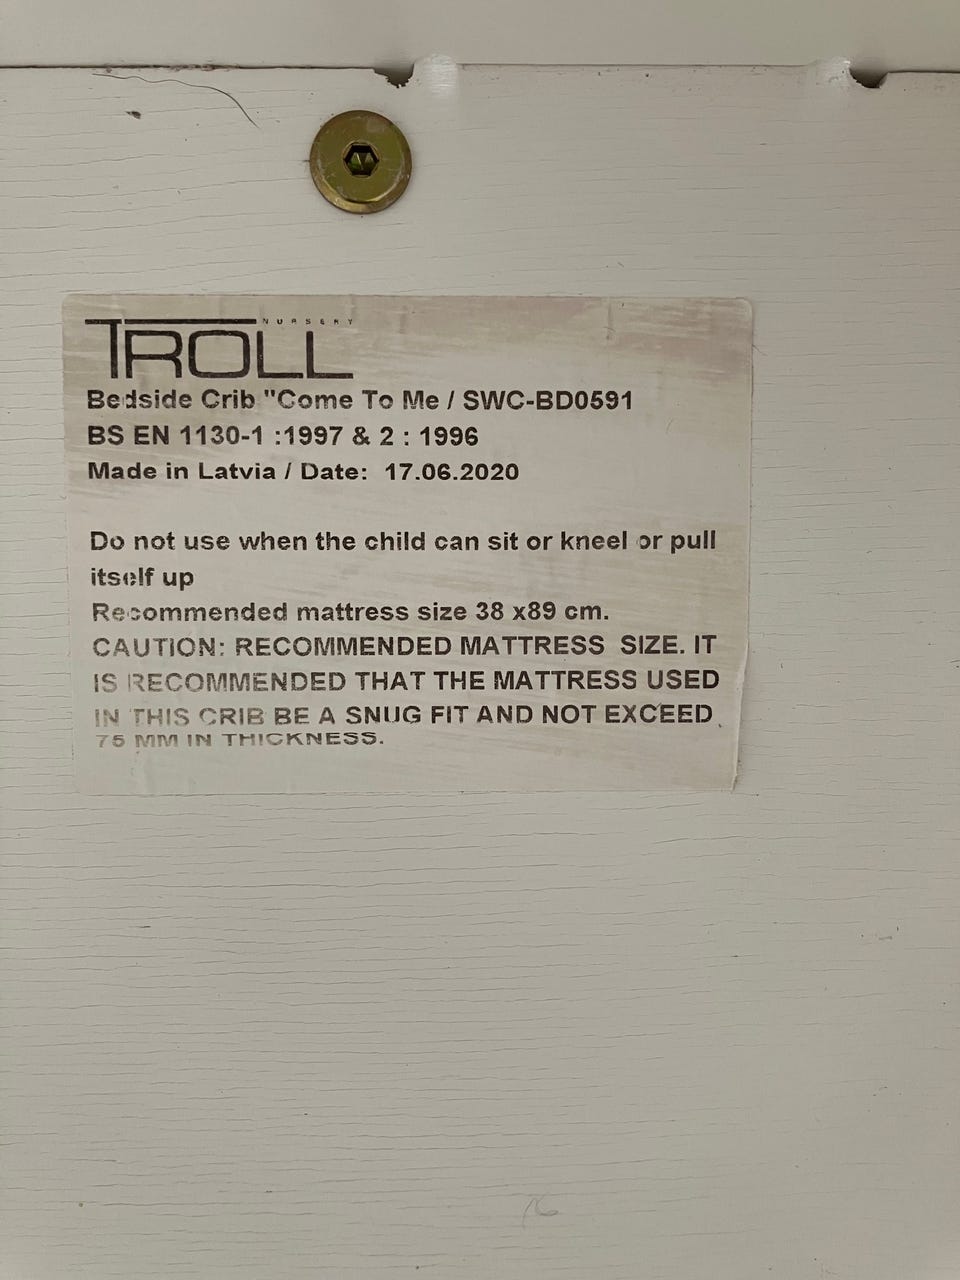 NURSERY
TROLL
Bedside Crib "Come To Me / SWC-BD0591
BS EN 1130-1 :1997 & 2 : 1996
Made in Latvia / Date: 17.06.2020
Do not use when the child can sit or kneel or pull
itself up
Recommended mattress size 38 x89 cm.
CAUTION: RECOMMENDED MATTRESS SIZE. IT
IS RECOMMENDED THAT THE MATTRESS USED
IN THIS CRIB BE A SNUG FIT AND NOT EXCEED
75 MM IN THICKNESS.